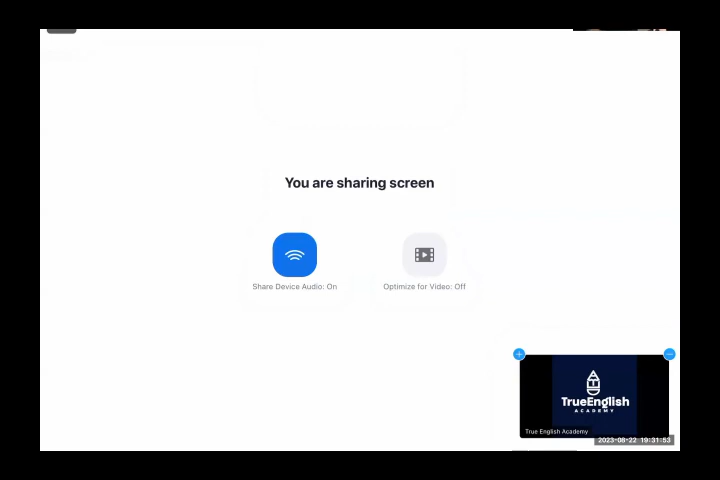 You are sharing screen
Share Device Audio: On
Optimize for Video: Off
TrueEnglish
ACADEMY
True English Academy
2023-08-22 19:31:53